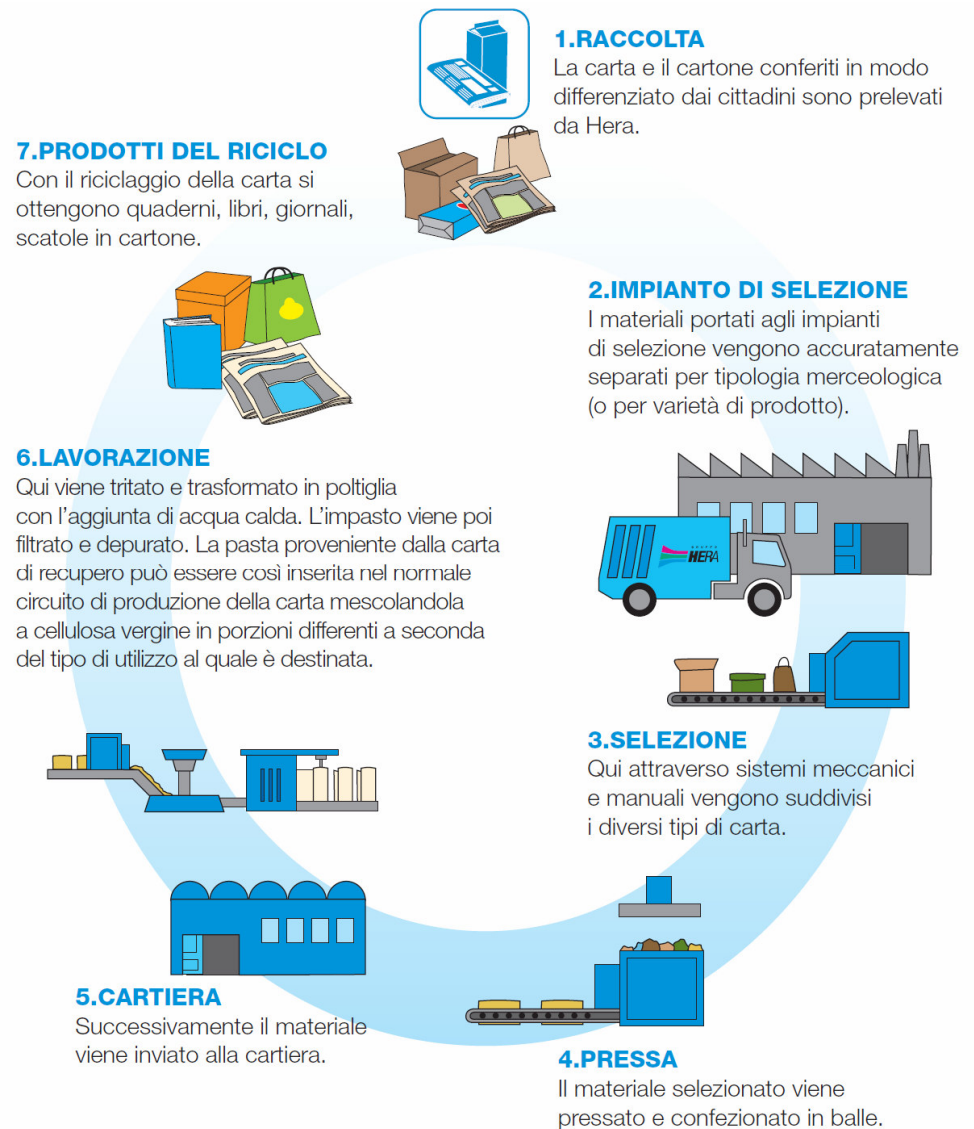 1.RACCOLTA
La carta e il cartone conferiti in modo
differenziato dai cittadini sono prelevati
da Hera.
2.IMPIANTO DI SELEZIONE
I materiali portati agli impianti
di selezione vengono accuratamente
separati per tipologia merceologica
(o per varietà di prodotto).
GRUPPO
HERA
3.SELEZIONE
Qui attraverso sistemi meccanici
e manuali vengono suddivisi
i diversi tipi di carta.
4.PRESSA
Il materiale selezionato viene
pressato e confezionato in balle.
5.CARTIERA
Successivamente il materiale
viene inviato alla cartiera.
6.LAVORAZIONE
Qui viene tritato e trasformato in poltiglia
con l’aggiunta di acqua calda. L’impasto viene poi
filtrato e depurato. La pasta proveniente dalla carta
di recupero può essere così inserita nel normale
circuito di produzione della carta mescolandola
a cellulosa vergine in porzioni differenti a seconda
del tipo di utilizzo al quale è destinata.
7.PRODOTTI DEL RICICLO
Con il riciclaggio della carta si
ottengono quaderni, libri, giornali,
scatole in cartone.